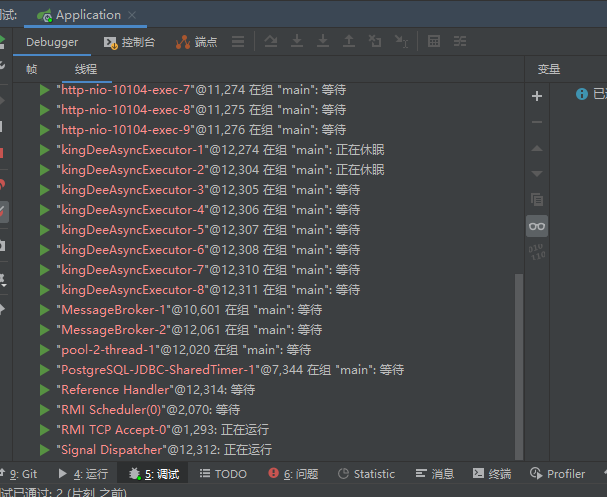 试: Application
Debugger 控制台 端点
帧 线程 变量
"http-nio-10104-exec-7"@11,274 在组 "main": 等待
"http-nio-10104-exec-8"@11,275 在组 "main": 等待
"http-nio-10104-exec-9"@11,276 在组 "main": 等待
"kingDeeAsyncExecutor-1"@12,274 在组 "main": 正在休眠
"kingDeeAsyncExecutor-2"@12,304 在组 "main": 正在休眠
"kingDeeAsyncExecutor-3"@12,305 在组 "main": 等待
"kingDeeAsyncExecutor-4"@12,306 在组 "main": 等待
"kingDeeAsyncExecutor-5"@12,307 在组 "main": 等待
"kingDeeAsyncExecutor-6"@12,308 在组 "main": 等待
"kingDeeAsyncExecutor-7"@12,310 在组 "main": 等待
"kingDeeAsyncExecutor-8"@12,311 在组 "main": 等待
"MessageBroker-1"@10,601 在组 "main": 等待
"MessageBroker-2"@12,061 在组 "main": 等待
"pool-2-thread-1"@12,020 在组 "main": 等待
"PostgreSQL-JDBC-SharedTimer-1"@7,344 在组 "main": 等待
"Reference Handler"@12,314: 等待
"RMI Scheduler(0)"@2,070: 等待
"RMI TCP Accept-0"@1,293: 正在运行
"Signal Dispatcher"@12,312: 正在运行
已
9: Git 4: 运行 5: 调试 TODO 6: 问题 Statistic 消息 终端 Profiler
试已通过: 2 (片刻 之前)